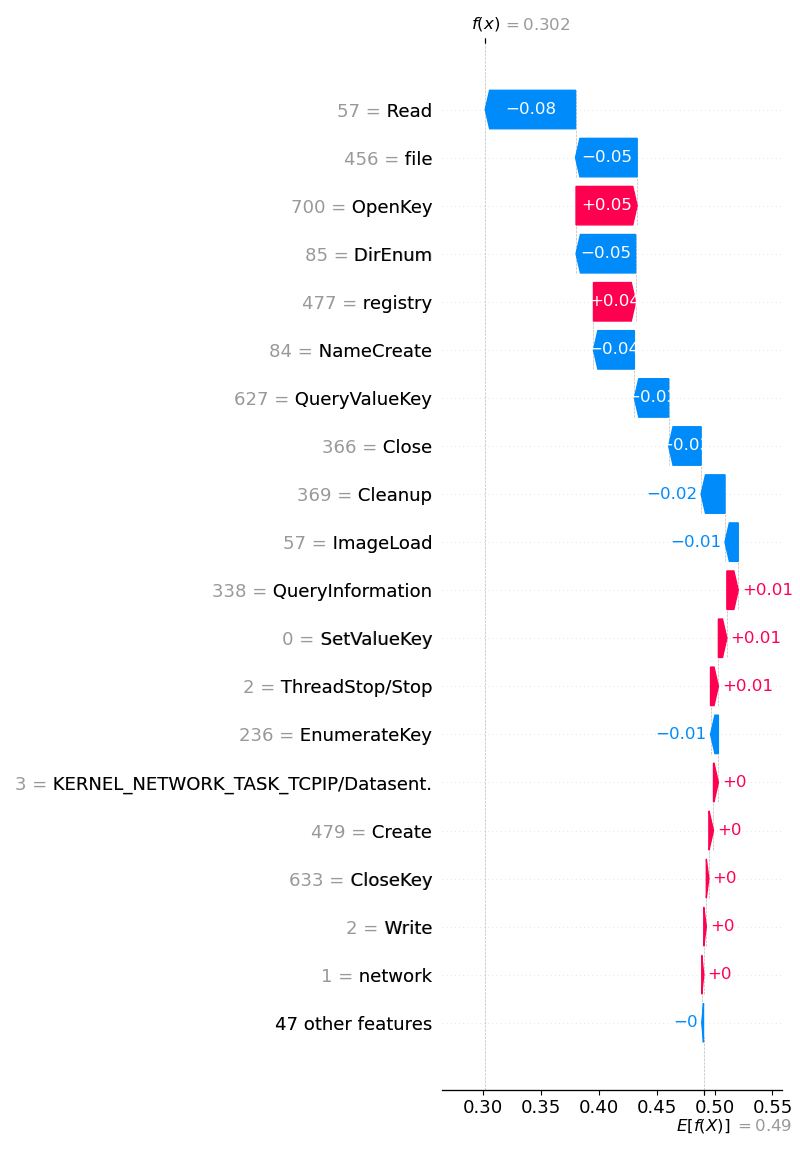 f(x) = 0.302
57 = Read −0.08
456 = file −0.05
700 = OpenKey +0.05
85 = DirEnum −0.05
477 = registry +0.04
84 = NameCreate −0.04
627 = QueryValueKey −0.03
366 = Close −0.03
369 = Cleanup −0.02
57 = ImageLoad −0.01
338 = QueryInformation +0.01
0 = SetValueKey +0.01
2 = ThreadStop/Stop +0.01
236 = EnumerateKey −0.01
3 = KERNEL_NETWORK_TASK_TCPIP/Datasent. +0
479 = Create +0
633 = CloseKey +0
2 = Write +0
1 = network +0
47 other features −0
0.30 0.35 0.40 0.45 0.50 0.55
E[f(X)] = 0.49